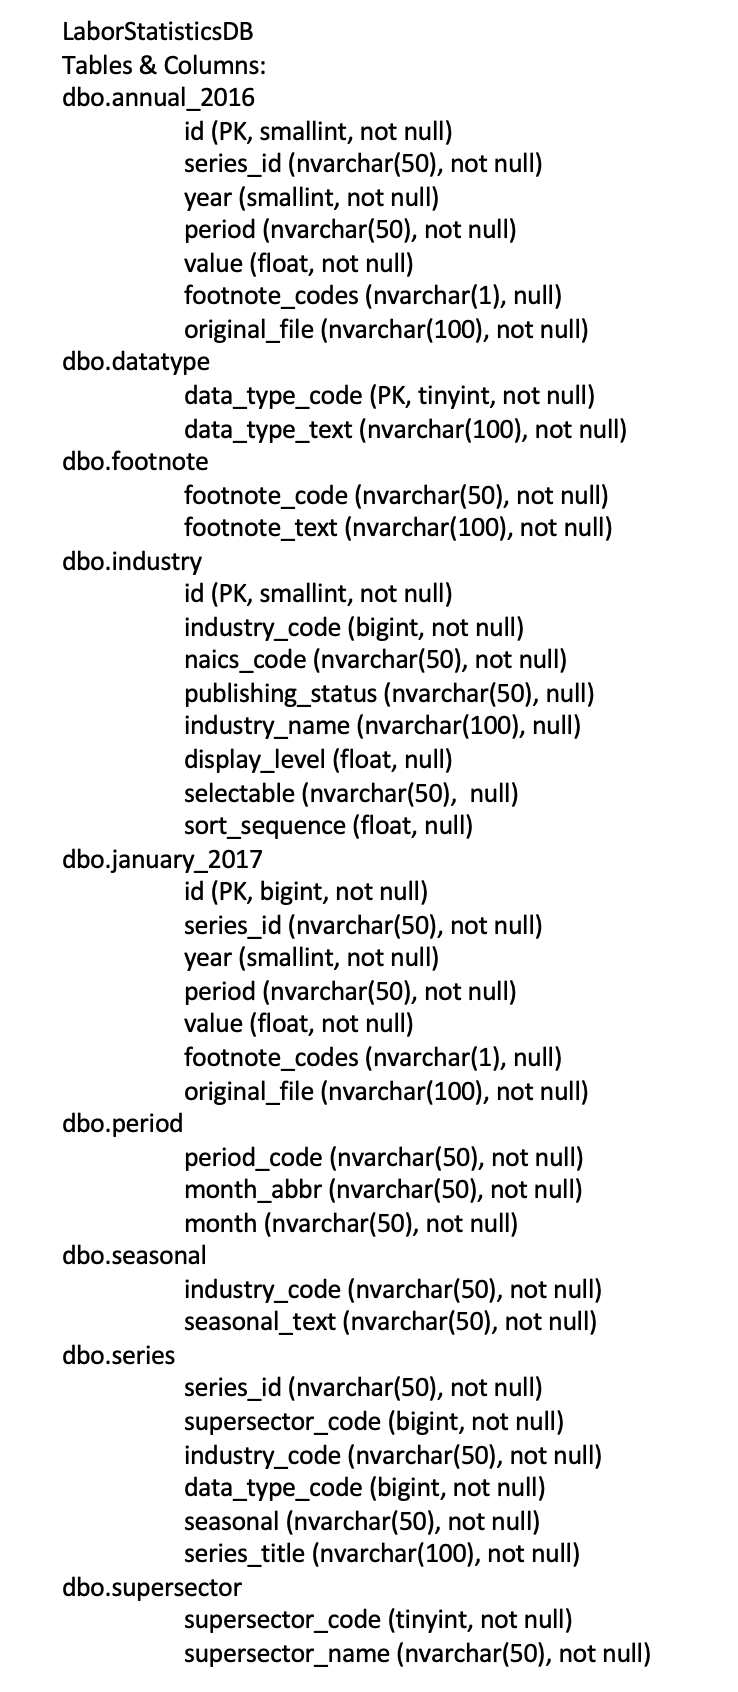 LaborStatisticsDB
Tables & Columns:
dbo.annual_2016
id (PK, smallint, not null)
series_id (nvarchar(50), not null)
year (smallint, not null)
period (nvarchar(50), not null)
value (float, not null)
footnote_codes (nvarchar(1), null)
original_file (nvarchar(100), not null)
dbo.datatype
data_type_code (PK, tinyint, not null)
data_type_text (nvarchar(100), not null)
dbo.footnote
footnote_code (nvarchar(50), not null)
footnote_text (nvarchar(100), not null)
dbo.industry
id (PK, smallint, not null)
industry_code (bigint, not null)
naics_code (nvarchar(50), not null)
publishing_status (nvarchar(50), null)
industry_name (nvarchar(100), null)
display_level (float, null)
selectable (nvarchar(50),  null)
sort_sequence (float, null)
dbo.january_2017
id (PK, bigint, not null)
series_id (nvarchar(50), not null)
year (smallint, not null)
period (nvarchar(50), not null)
value (float, not null)
footnote_codes (nvarchar(1), null)
original_file (nvarchar(100), not null)
dbo.period
period_code (nvarchar(50), not null)
month_abbr (nvarchar(50), not null)
month (nvarchar(50), not null)
dbo.seasonal
industry_code (nvarchar(50), not null)
seasonal_text (nvarchar(50), not null)
dbo.series
series_id (nvarchar(50), not null)
supersector_code (bigint, not null)
industry_code (nvarchar(50), not null)
data_type_code (bigint, not null)
seasonal (nvarchar(50), not null)
series_title (nvarchar(100), not null)
dbo.supersector
supersector_code (tinyint, not null)
supersector_name (nvarchar(50), not null)